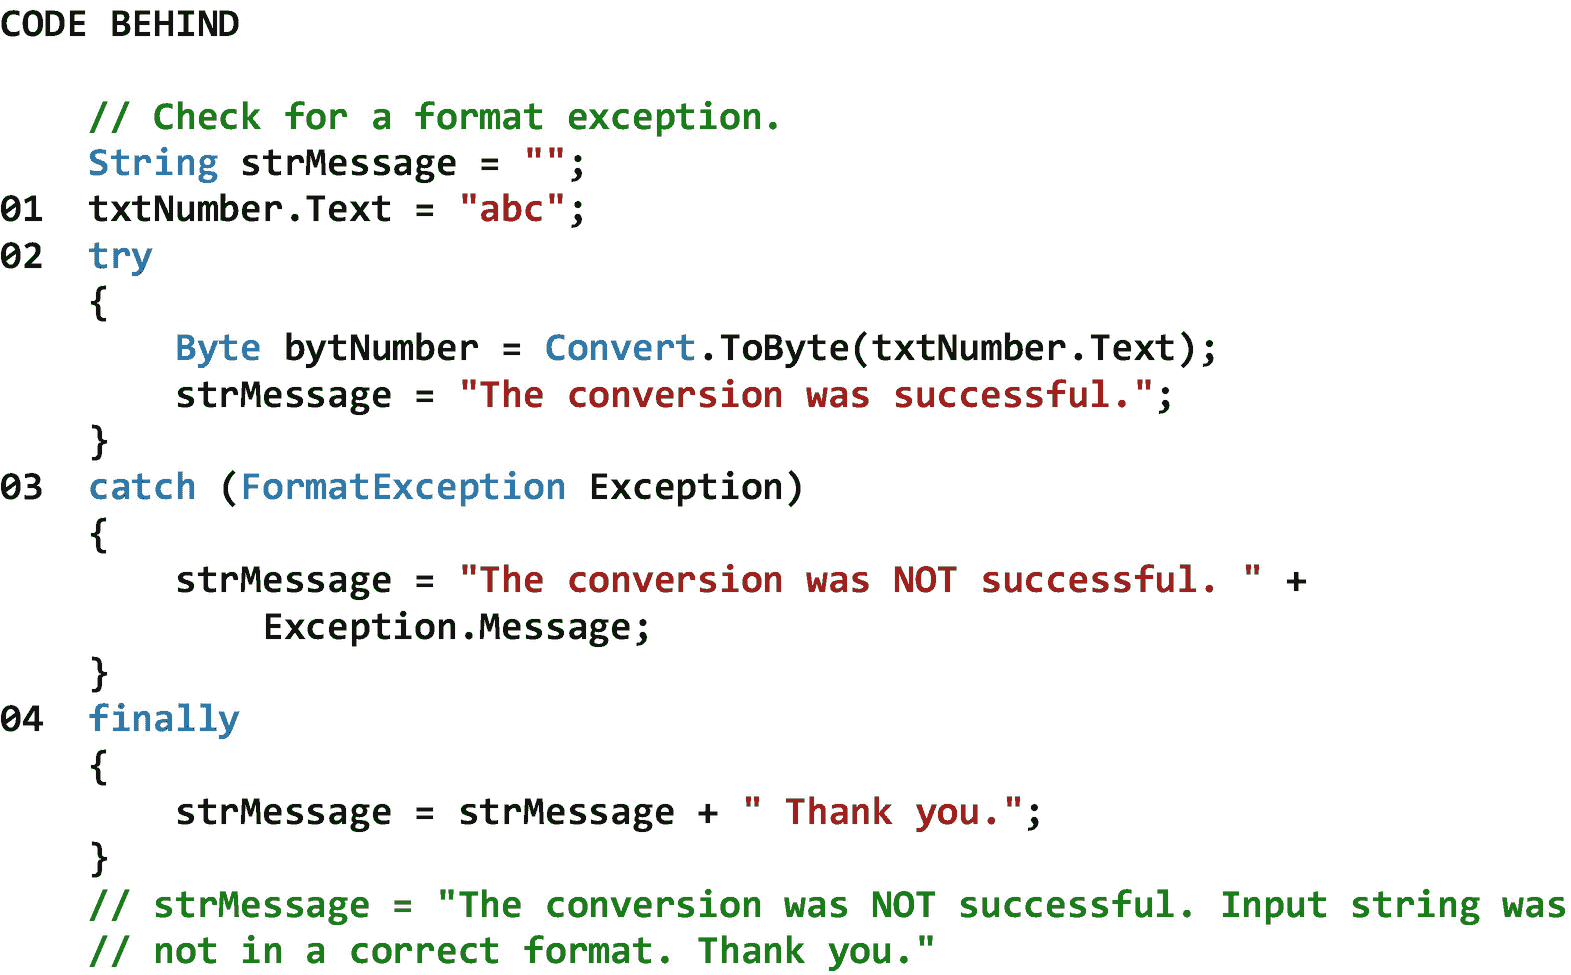 CODE BEHIND
// Check for a format exception.
String strMessage = "";
01 txtNumber.Text = "abc";
02 try
{
Byte bytNumber = Convert.ToByte(txtNumber.Text);
strMessage = "The conversion was successful.";
}
03 catch (FormatException Exception)
{
strMessage = "The conversion was NOT successful. " +
Exception.Message;
}
04 finally
{
strMessage = strMessage + " Thank you.";
}
// strMessage = "The conversion was NOT successful. Input string was
// not in a correct format. Thank you."